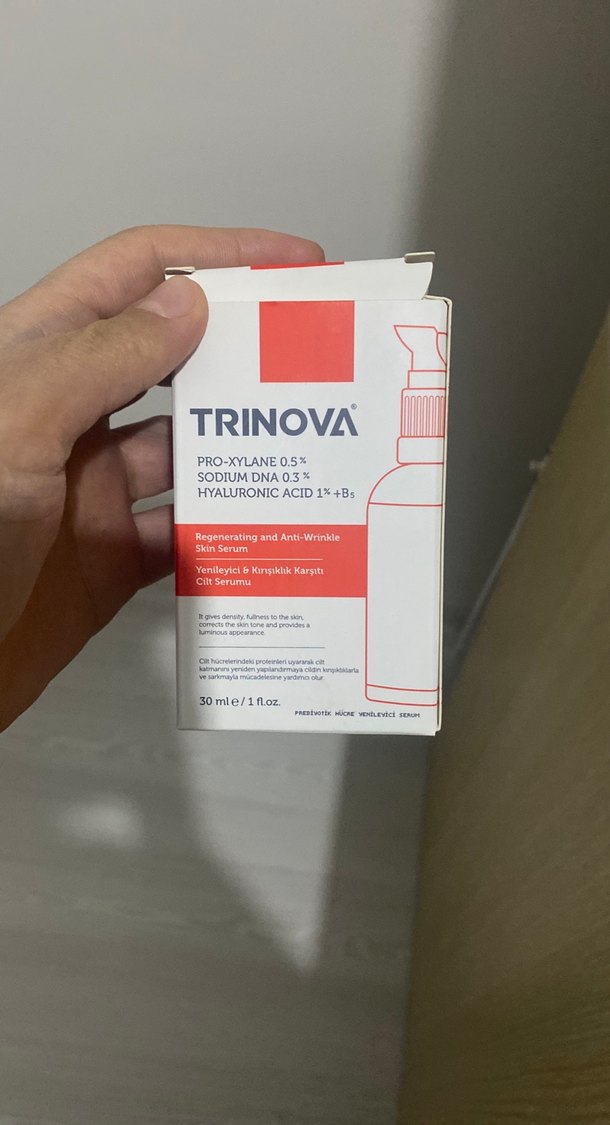 TRINOVA®
PRO-XYLANE 0.5%
SODIUM DNA 0.3%
HYALURONIC ACID 1% +B5
Regenerating and Anti-Wrinkle
Skin Serum
Yenileyici & Kırışıklık Karşıtı
Cilt Serumu
It gives density, fullness to the skin,
corrects the skin tone and provides a
luminous appearance.
Cilt hücrelerindeki proteinleri uyararak cilt
katmanını yeniden yapılandırmaya cildin kırışıklıklarla
ve sarkmayla mücadelesine yardımcı olur.
30 ml e / 1 fl.oz.
PREBİYOTİK HÜCRE YENİLEYİCİ SERUM